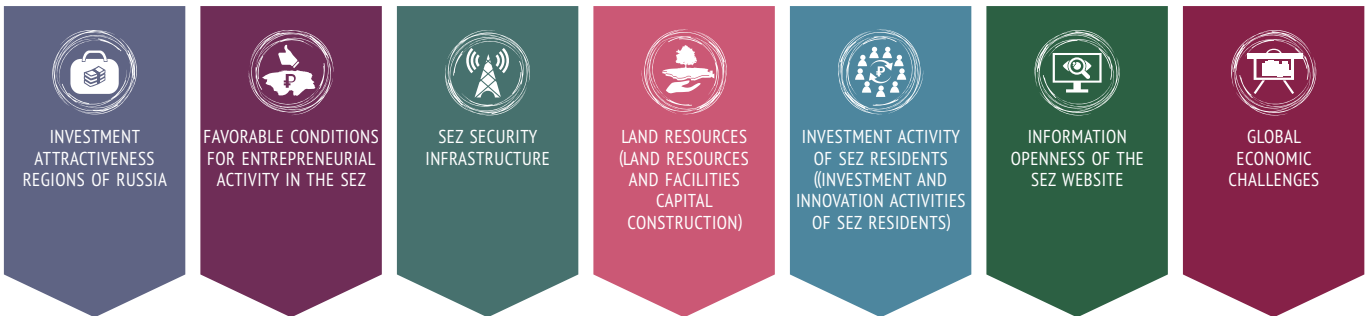 INVESTMENT
ATTRACTIVENESS
REGIONS OF RUSSIA
FAVORABLE CONDITIONS
FOR ENTREPRENEURIAL
ACTIVITY IN THE SEZ
SEZ SECURITY
INFRASTRUCTURE
LAND RESOURCES
(LAND RESOURCES
AND FACILITIES
CAPITAL
CONSTRUCTION)
INVESTMENT ACTIVITY
OF SEZ RESIDENTS
((INVESTMENT AND
INNOVATION ACTIVITIES
OF SEZ RESIDENTS)
INFORMATION
OPENNESS OF THE
SEZ WEBSITE
GLOBAL
ECONOMIC
CHALLENGES